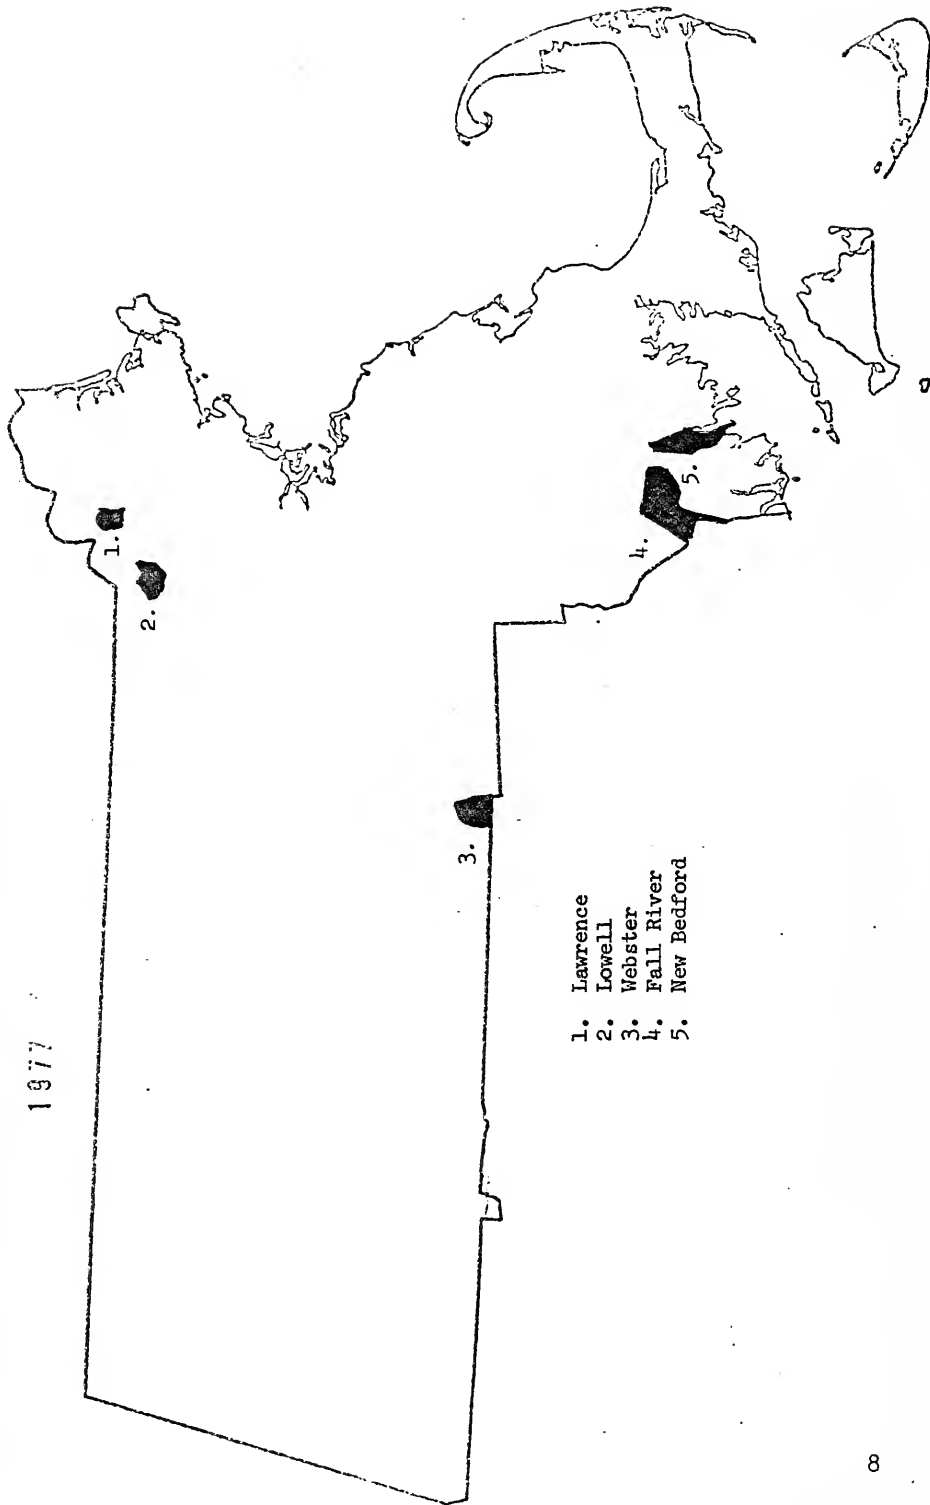 1977
1.
2.
3.
4.
5.
1. Lawrence
2. Lowell
3. Webster
4. Fall River
5. New Bedford
8